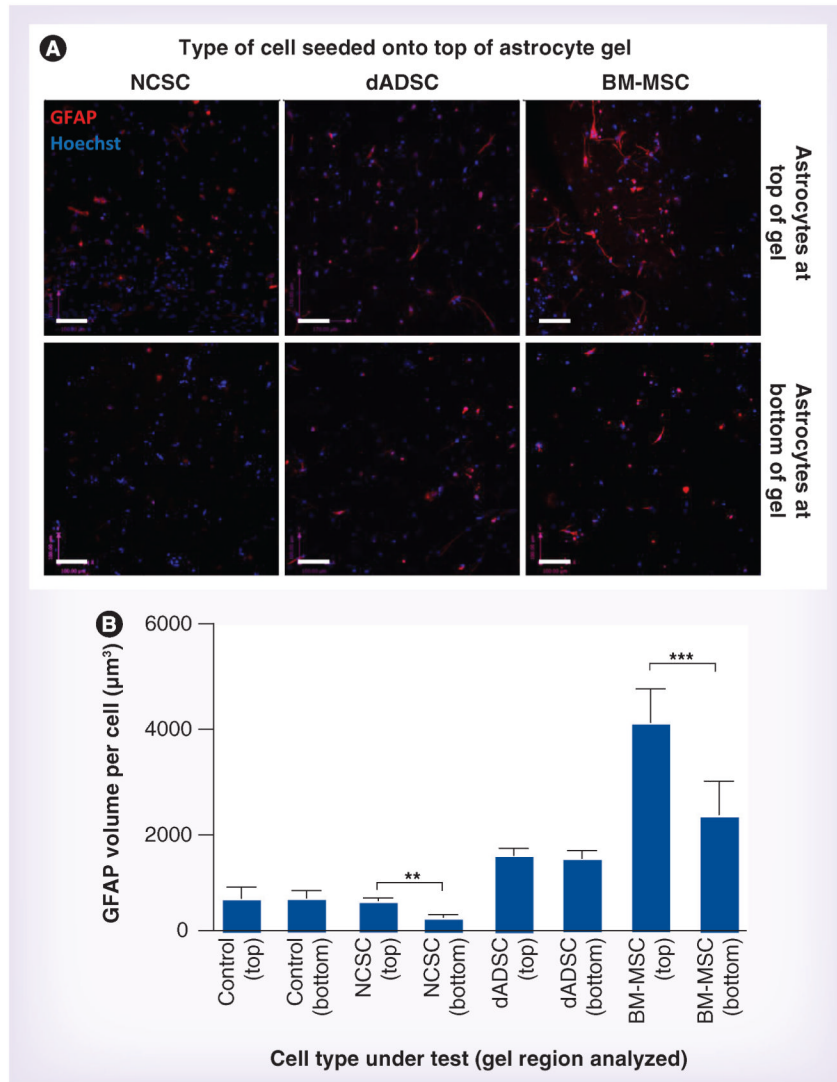 A Type of cell seeded onto top of astrocyte gel
NCSC dADSC BM-MSC
GFAP
Hoechst
Astrocytes at
top of gel
Astrocytes at
bottom of gel
B
GFAP volume per cell (µm³)
6000
4000
2000
0
**
***
Control
(top)
Control
(bottom)
NCSC
(top)
NCSC
(bottom)
dADSC
(top)
dADSC
(bottom)
BM-MSC
(top)
BM-MSC
(bottom)
Cell type under test (gel region analyzed)